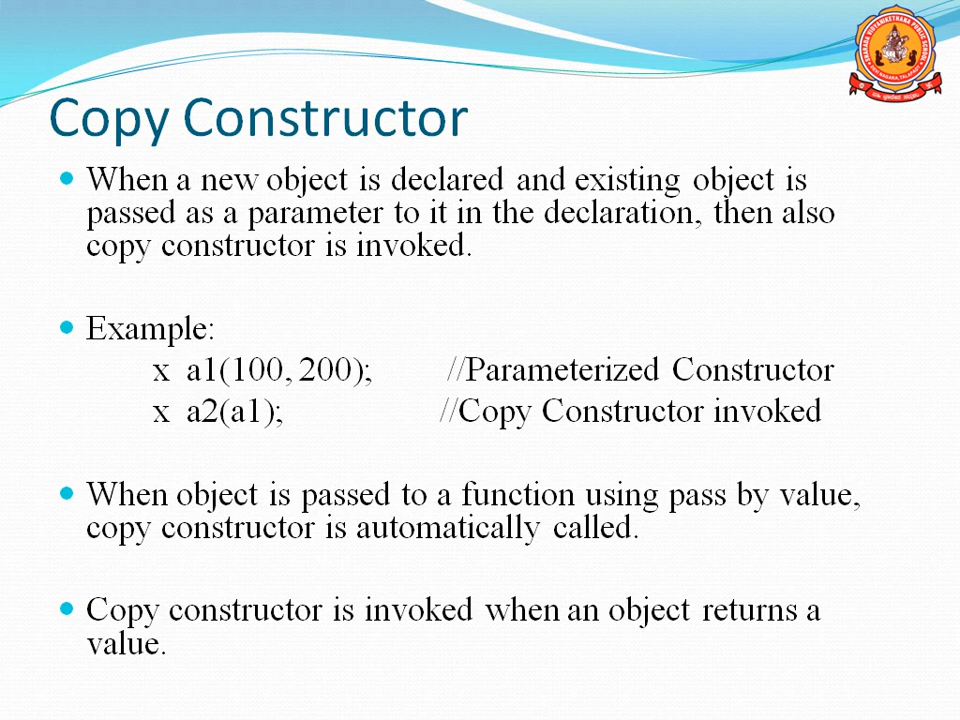 Copy Constructor
When a new object is declared and existing object is
passed as a parameter to it in the declaration, then also
copy constructor is invoked.
Example:
x a1(100, 200); //Parameterized Constructor
x a2(a1); //Copy Constructor invoked
When object is passed to a function using pass by value,
copy constructor is automatically called.
Copy constructor is invoked when an object returns a
value.